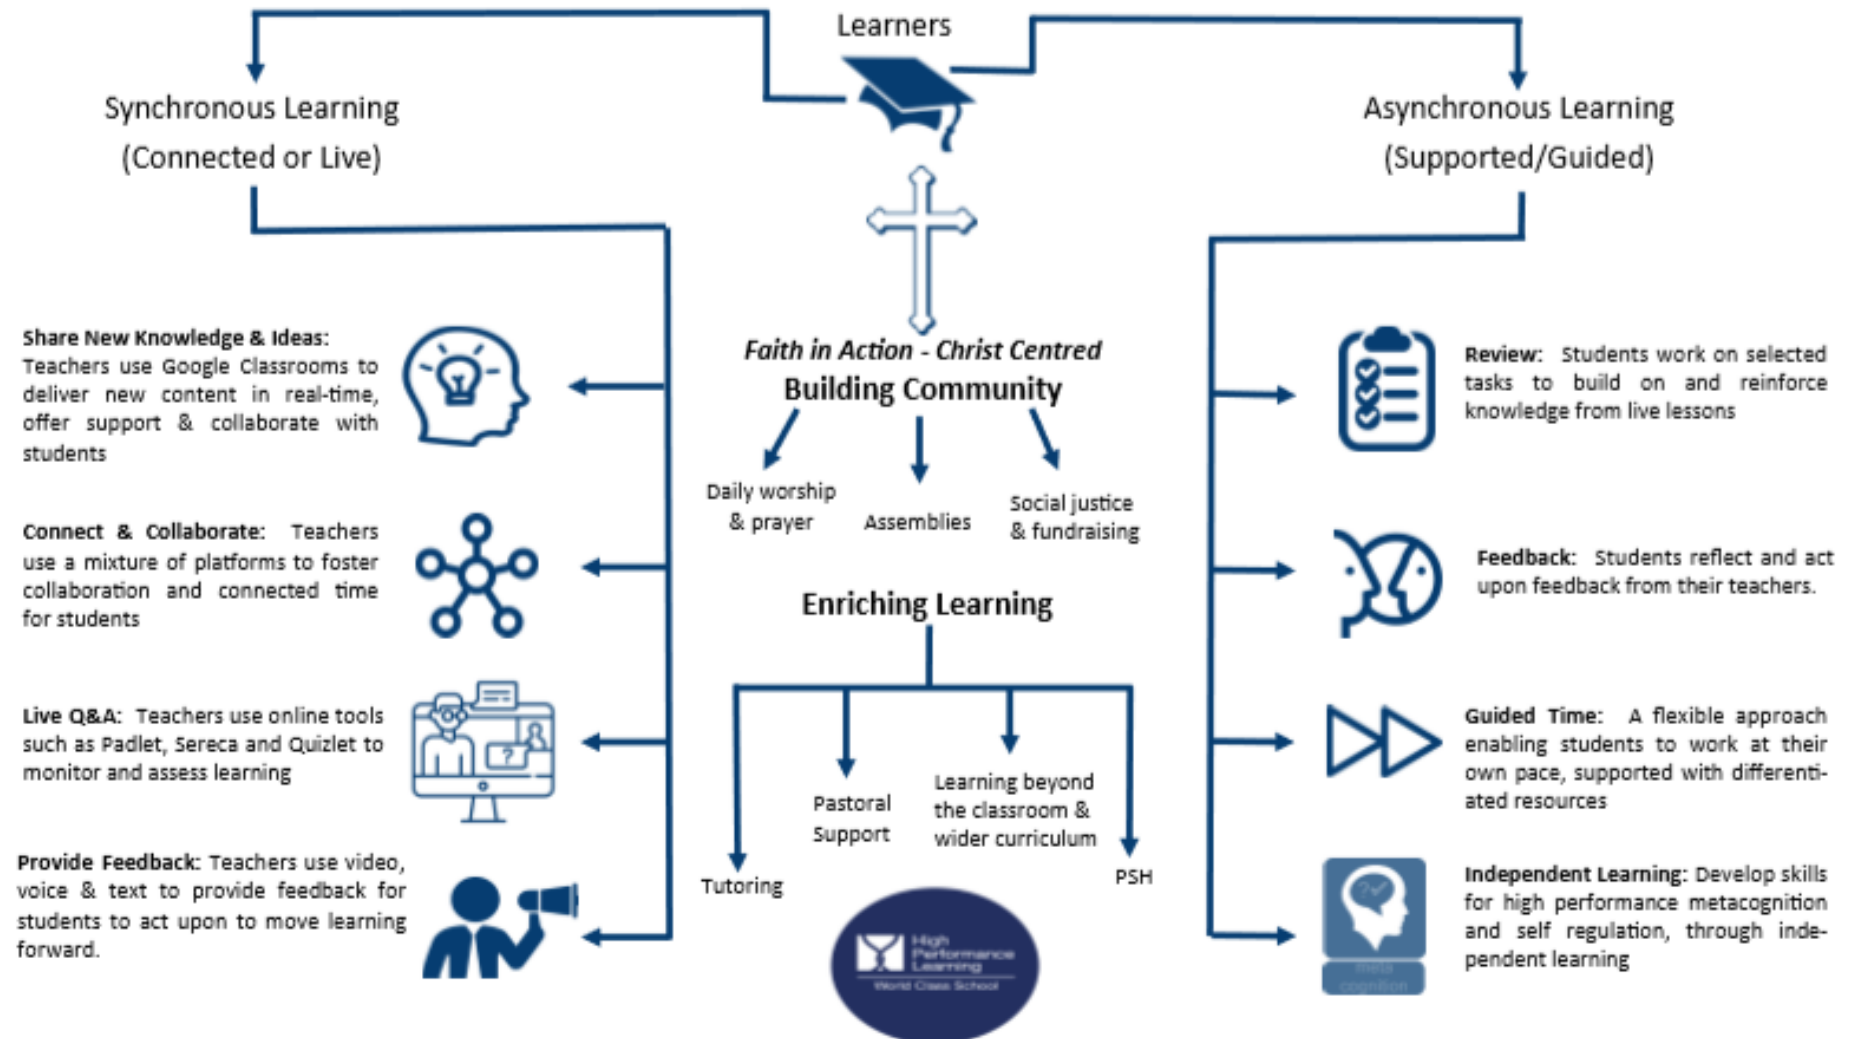 Learners
Synchronous Learning
(Connected or Live)
Asynchronous Learning
(Supported/Guided)
Share New Knowledge & Ideas:
Teachers use Google Classrooms to
deliver new content in real-time,
offer support & collaborate with
students
Connect & Collaborate: Teachers
use a mixture of platforms to foster
collaboration and connected time
for students
Live Q&A: Teachers use online tools
such as Padlet, Sereca and Quizlet to
monitor and assess learning
?
Provide Feedback: Teachers use video,
voice & text to provide feedback for
students to act upon to move learning
forward.
Faith in Action - Christ Centred
Building Community
Daily worship
& prayer
Assemblies
Social justice
& fundraising
Enriching Learning
Tutoring
Pastoral
Support
Learning beyond
the classroom &
wider curriculum
PSH
High
Performance
Learning
World Class School
Review: Students work on selected
tasks to build on and reinforce
knowledge from live lessons
Feedback: Students reflect and act
upon feedback from their teachers.
Guided Time: A flexible approach
enabling students to work at their
own pace, supported with differenti-
ated resources
Independent Learning: Develop skills
for high performance metacognition
and self regulation, through inde-
pendent learning
?
meta
cognition